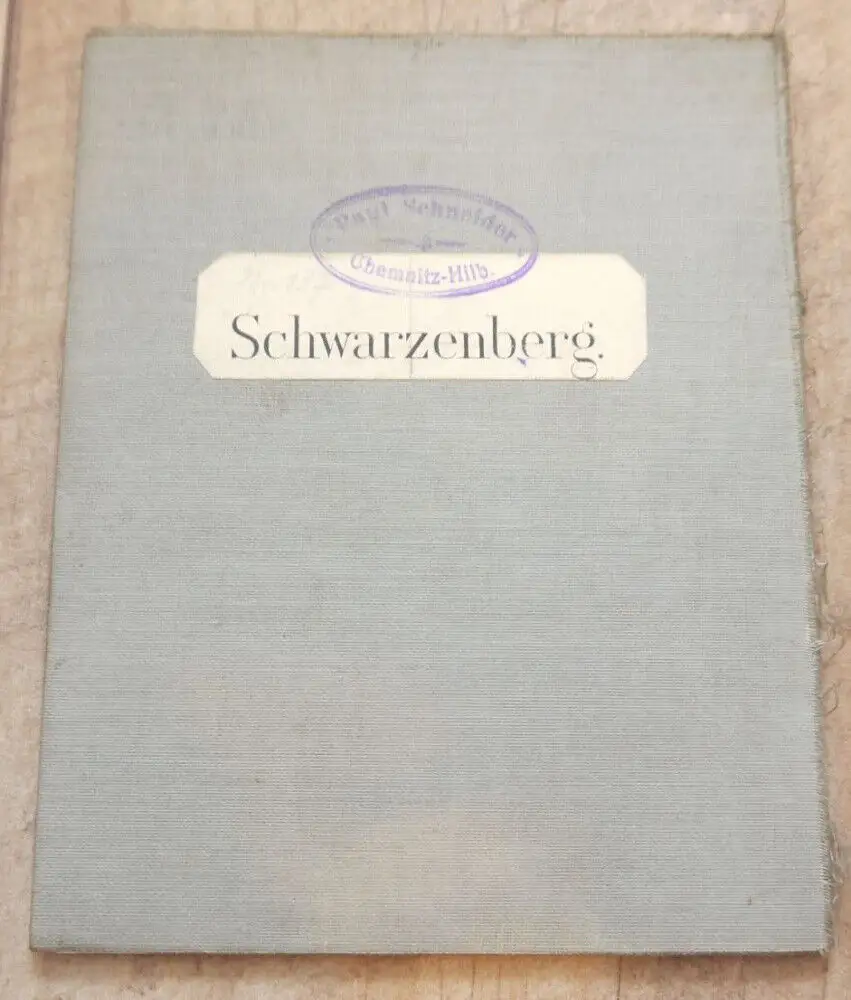 Paul Schneider
Chemnitz-Hilb.
Schwarzenberg.